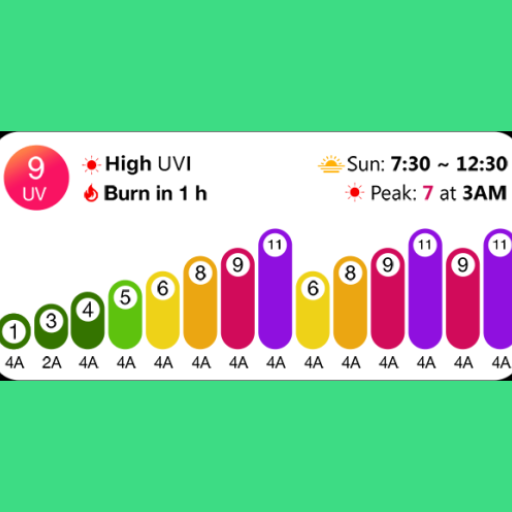 9
UV
High UVI
Burn in 1 h
Sun: 7:30 ~ 12:30
Peak: 7 at 3AM
1 3 4 5 6 8 9 11 6 8 9 11 9 11
4A 2A 4A 4A 4A 4A 4A 4A 4A 4A 4A 4A 4A 4A